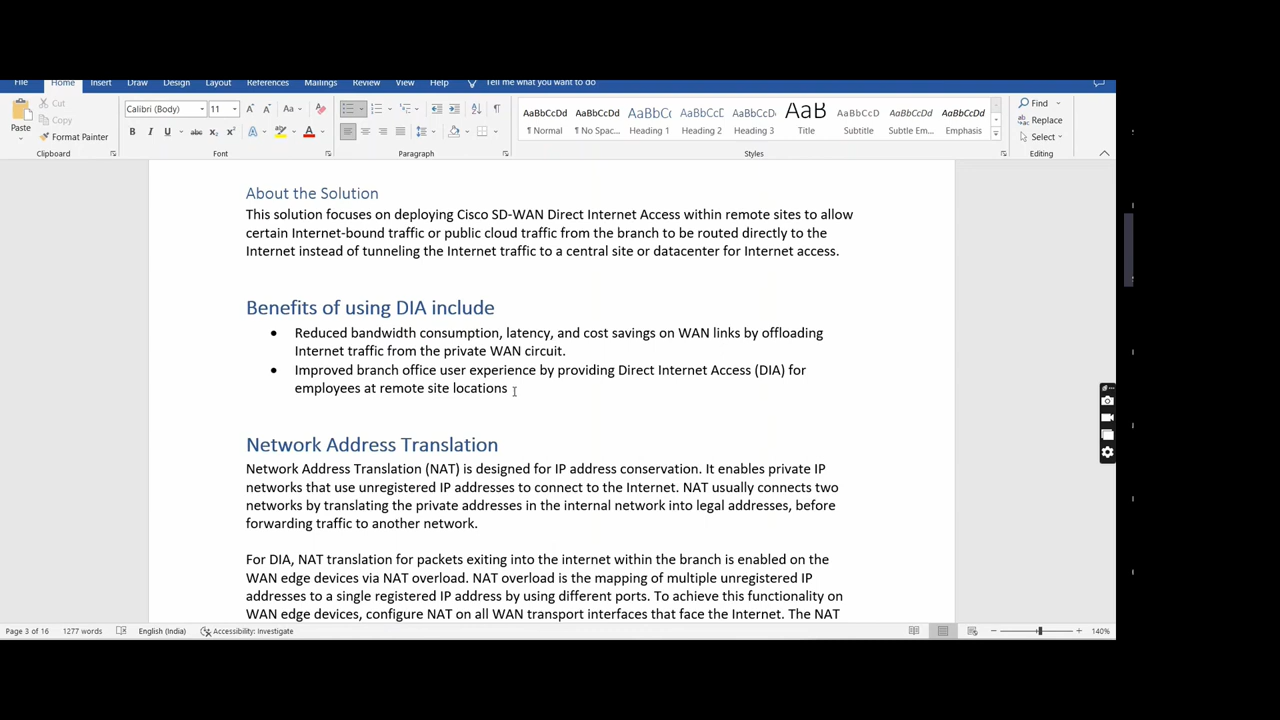 File Home Insert Draw Design Layout References Mailings Review View Help Tell me what you want to do
Cut
Copy
Paste
Format Painter
Clipboard
Calibri (Body) 11
Font
Paragraph
AaBbCcDd AaBbCcDd AaBbCc AaBbCcD AaBbCcDd AaB AaBbCcD AaBbCcDd AaBbCcDd
¶ Normal ¶ No Spac... Heading 1 Heading 2 Heading 3 Title Subtitle Subtle Em... Emphasis
Styles
Find
Replace
Select
Editing
About the Solution
This solution focuses on deploying Cisco SD-WAN Direct Internet Access within remote sites to allow
certain Internet-bound traffic or public cloud traffic from the branch to be routed directly to the
Internet instead of tunneling the Internet traffic to a central site or datacenter for Internet access.
Benefits of using DIA include
• Reduced bandwidth consumption, latency, and cost savings on WAN links by offloading
Internet traffic from the private WAN circuit.
• Improved branch office user experience by providing Direct Internet Access (DIA) for
employees at remote site locations
Network Address Translation
Network Address Translation (NAT) is designed for IP address conservation. It enables private IP
networks that use unregistered IP addresses to connect to the Internet. NAT usually connects two
networks by translating the private addresses in the internal network into legal addresses, before
forwarding traffic to another network.
For DIA, NAT translation for packets exiting into the internet within the branch is enabled on the
WAN edge devices via NAT overload. NAT overload is the mapping of multiple unregistered IP
addresses to a single registered IP address by using different ports. To achieve this functionality on
WAN edge devices, configure NAT on all WAN transport interfaces that face the Internet. The NAT
Page 3 of 16 1277 words English (India) Accessibility: Investigate 140%